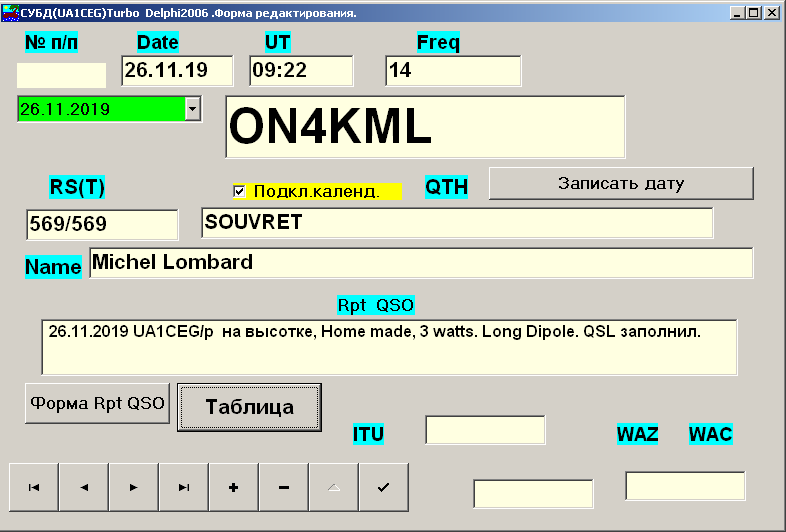 СУБД(UA1CEG)Turbo Delphi2006 .Форма редактирования.
№ п/п Date UT Freq
26.11.19 09:22 14
26.11.2019
ON4KML
RS(T) Подкл.календ. QTH Записать дату
569/569 SOUVRET
Name Michel Lombard
Rpt QSO
26.11.2019 UA1CEG/p на высотке, Home made, 3 watts. Long Dipole. QSL заполнил.
Форма Rpt QSO Таблица
ITU WAZ WAC